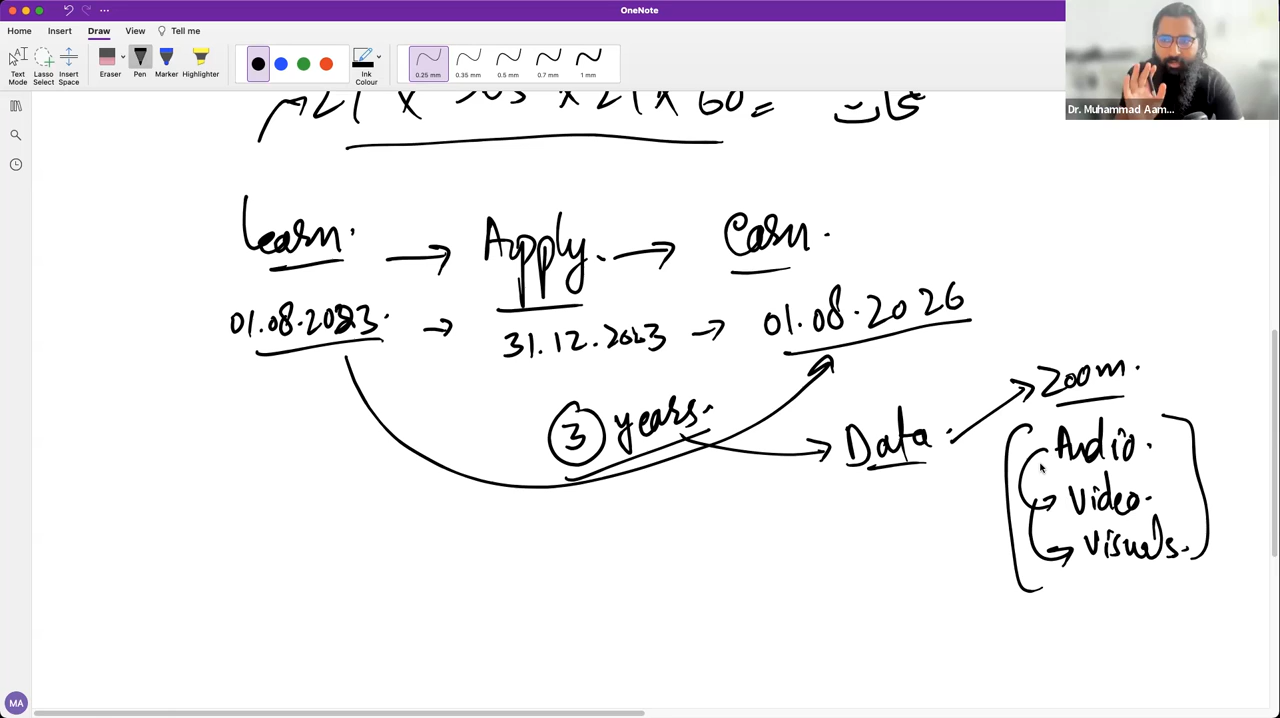 OneNote
Home Insert Draw View Tell me
Text Mode Lasso Select Insert Space Eraser Pen Marker Highlighter Ink Colour 0.25 mm 0.35 mm 0.5 mm 0.7 mm 1 mm
Dr. Muhammad Aam...
x x 60 =
Learn. → Apply. → Earn.
01.08.2023. → 31.12.2023 → 01.08.2026
Zoom.
3 years. → Data.
Audio.
Video.
Visuals.
MA